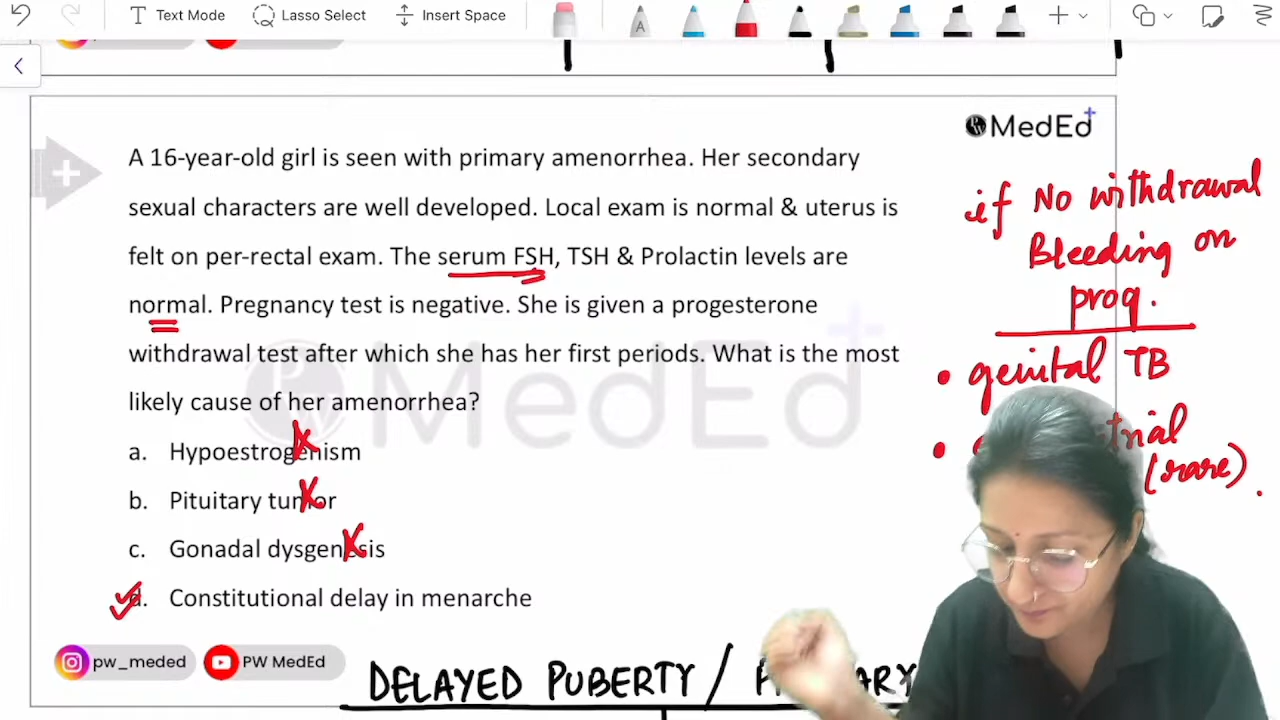 Text Mode
Lasso Select
Insert Space
MedEd
A 16-year-old girl is seen with primary amenorrhea. Her secondary
sexual characters are well developed. Local exam is normal & uterus is
felt on per-rectal exam. The serum FSH, TSH & Prolactin levels are
normal. Pregnancy test is negative. She is given a progesterone
withdrawal test after which she has her first periods. What is the most
likely cause of her amenorrhea?
a. Hypoestrogenism
b. Pituitary tumor
c. Gonadal dysgenesis
d. Constitutional delay in menarche
if No withdrawal
Bleeding on
prog.
• genital TB
•
(rare).
MedEd
pw_meded
PW MedEd
DELAYED PUBERTY /